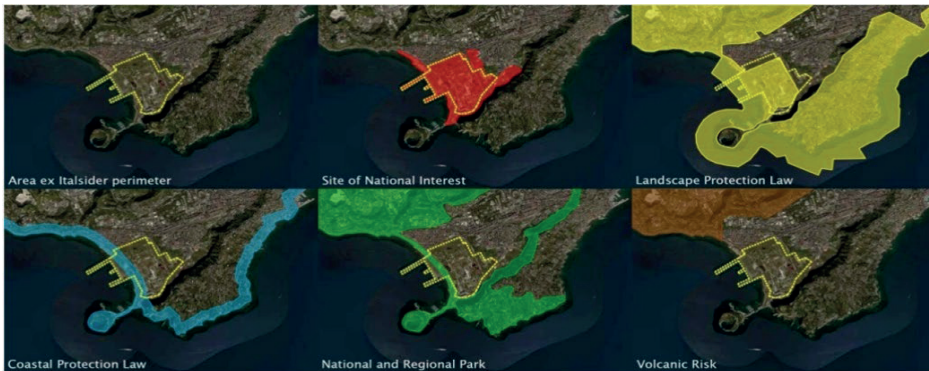 Area ex Italsider perimeter
Site of National Interest
Landscape Protection Law
Coastal Protection Law
National and Regional Park
Volcanic Risk